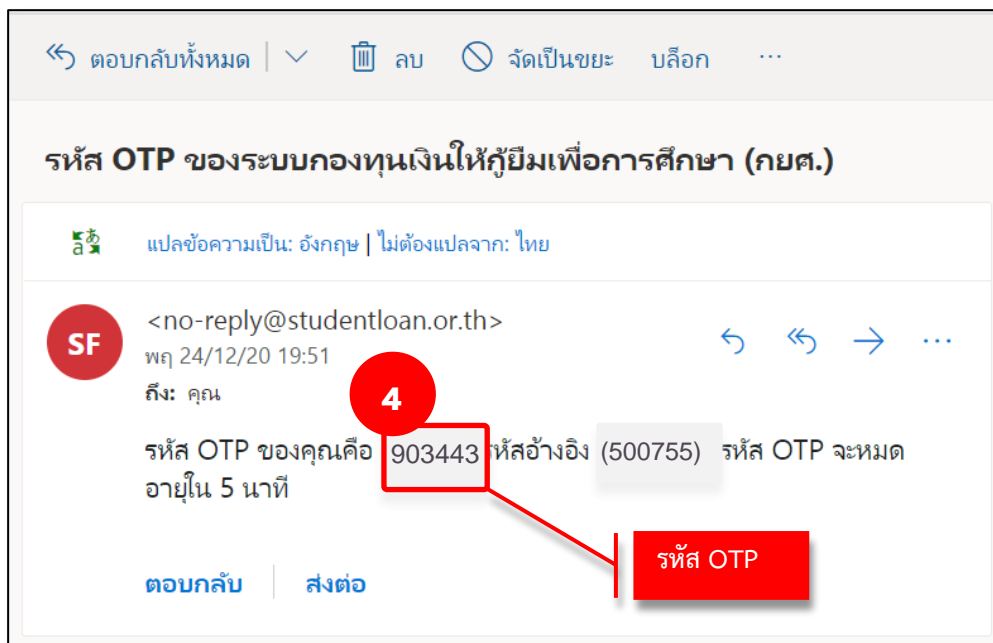 ตอบกลับทั้งหมด ลบ จัดเป็นขยะ บล็อก ...
รหัส OTP ของระบบกองทุนเงินให้กู้ยืมเพื่อการศึกษา (กยศ.)
แปลข้อความเป็น: อังกฤษ | ไม่ต้องแปลจาก: ไทย
SF
<no-reply@studentloan.or.th>
พฤ 24/12/20 19:51
ถึง: คุณ
4
รหัส OTP ของคุณคือ 903443 รหัสอ้างอิง (500755) รหัส OTP จะหมด
อายุใน 5 นาที
รหัส OTP
ตอบกลับ ส่งต่อ